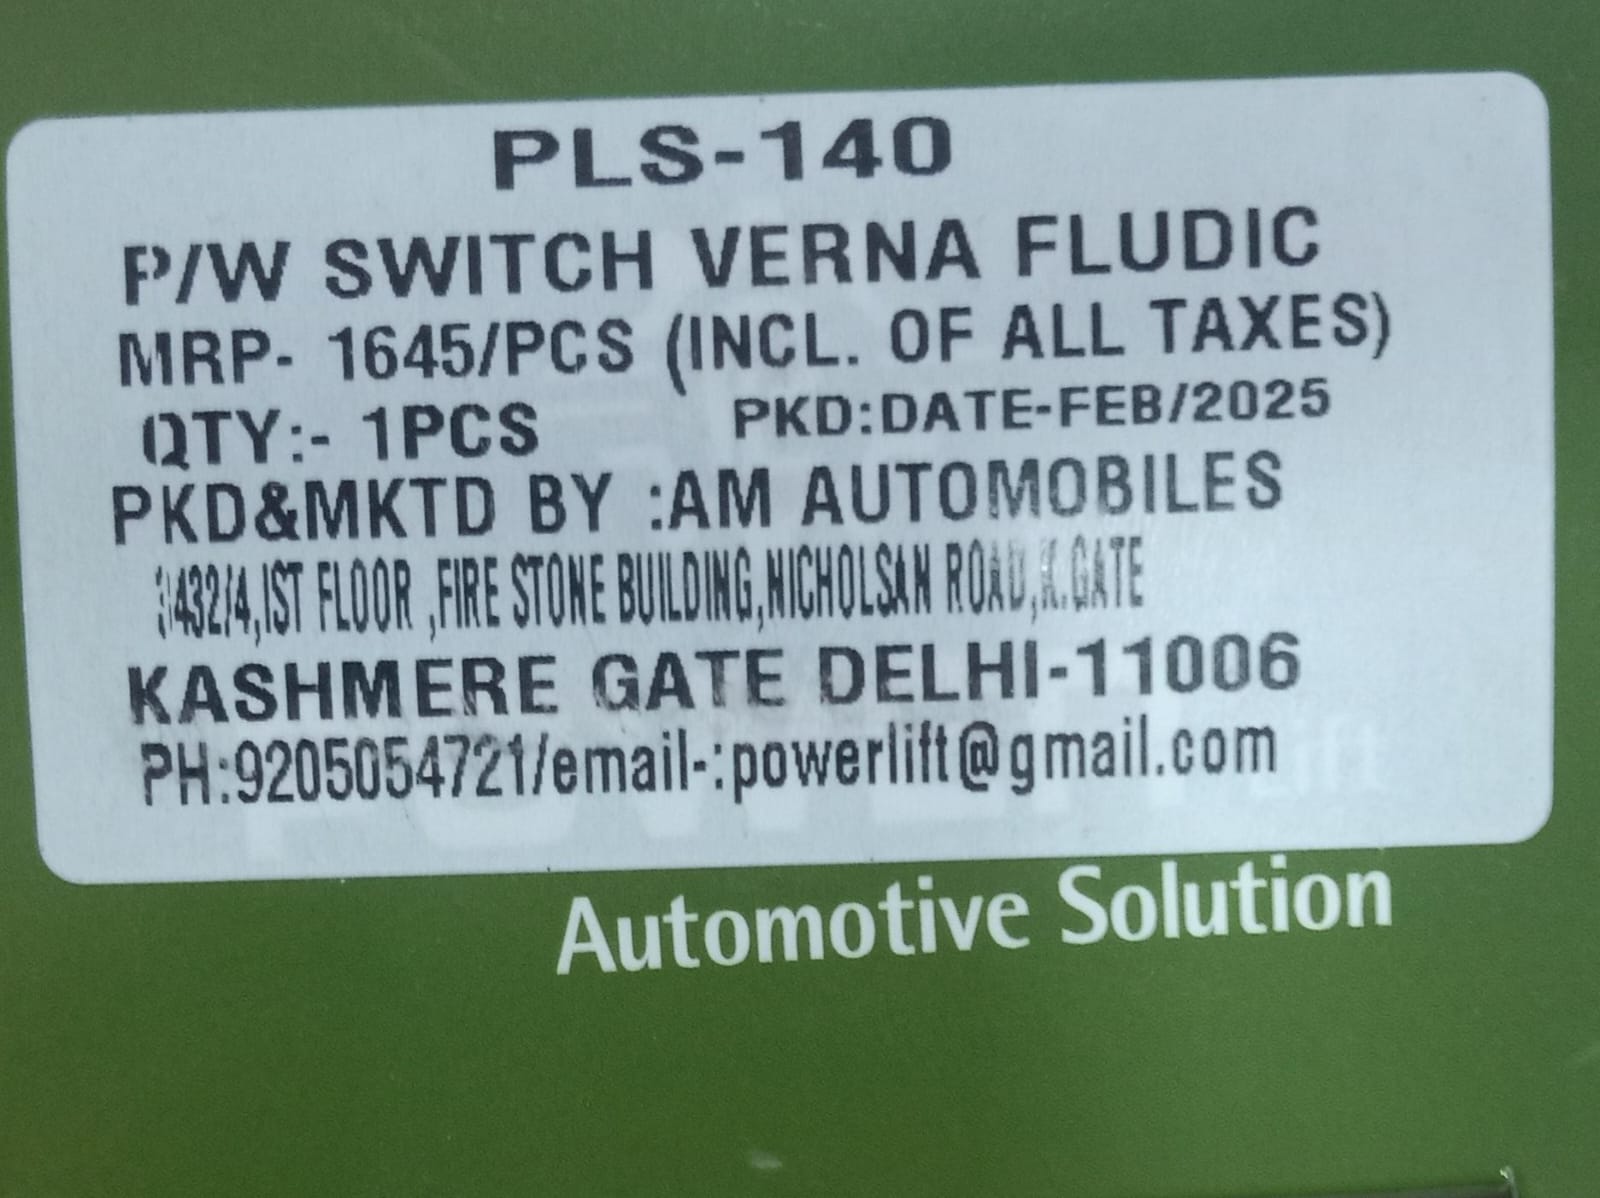 PLS-140
P/W SWITCH VERNA FLUDIC
MRP- 1645/PCS (INCL. OF ALL TAXES)
QTY:- 1PCS PKD:DATE-FEB/2025
PKD&MKTD BY :AM AUTOMOBILES
IST FLOOR ,FIRE STONE BUILDING,NICHOLSAN ROAD,K.GATE
KASHMERE GATE DELHI-11006
PH:9205054721/email-:powerlift@gmail.com
Automotive Solution